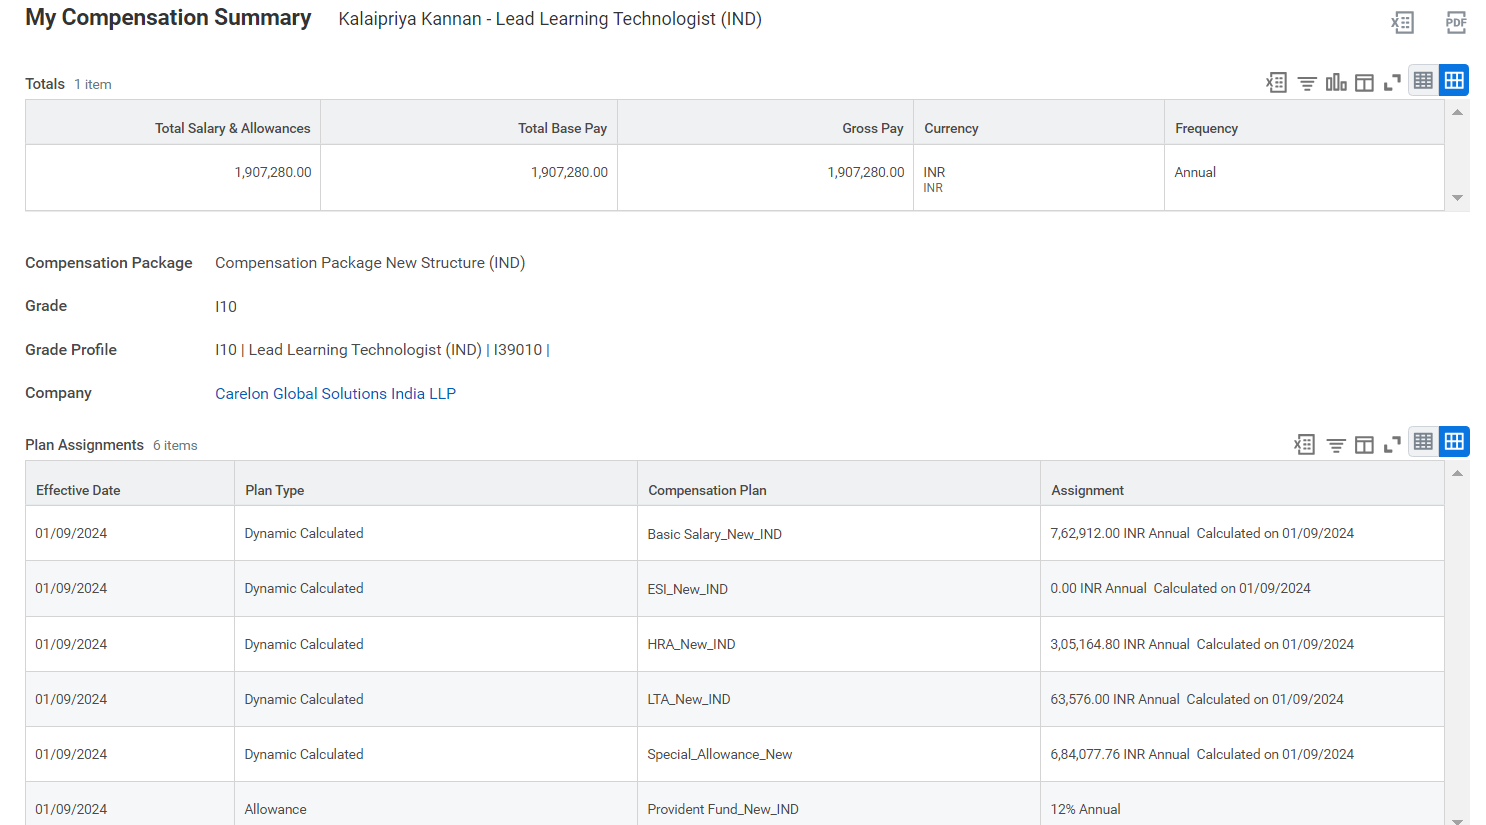 My Compensation Summary Kalaipriya Kannan - Lead Learning Technologist (IND)
PDF
Totals 1 item
Total Salary & Allowances Total Base Pay Gross Pay Currency Frequency
1,907,280.00 1,907,280.00 1,907,280.00 INR Annual
INR
Compensation Package Compensation Package New Structure (IND)
Grade I10
Grade Profile I10 | Lead Learning Technologist (IND) | I39010 |
Company Carelon Global Solutions India LLP
Plan Assignments 6 items
Effective Date Plan Type Compensation Plan Assignment
01/09/2024 Dynamic Calculated Basic Salary_New_IND 7,62,912.00 INR Annual Calculated on 01/09/2024
01/09/2024 Dynamic Calculated ESI_New_IND 0.00 INR Annual Calculated on 01/09/2024
01/09/2024 Dynamic Calculated HRA_New_IND 3,05,164.80 INR Annual Calculated on 01/09/2024
01/09/2024 Dynamic Calculated LTA_New_IND 63,576.00 INR Annual Calculated on 01/09/2024
01/09/2024 Dynamic Calculated Special_Allowance_New 6,84,077.76 INR Annual Calculated on 01/09/2024
01/09/2024 Allowance Provident Fund_New_IND 12% Annual